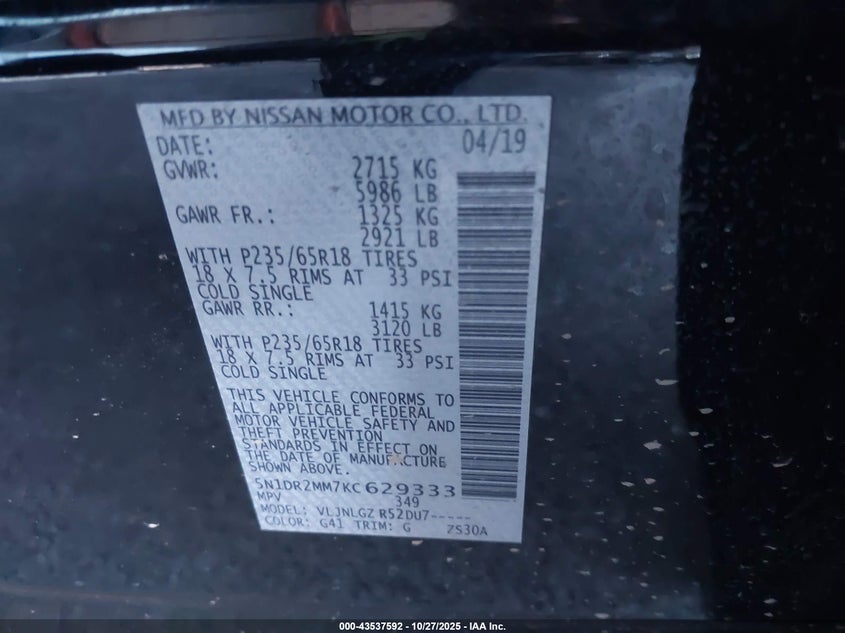 MFD BY NISSAN MOTOR CO., LTD.
DATE: 04/19
GVWR: 2715 KG
5986 LB
GAWR FR.: 1325 KG
2921 LB
WITH P235/65R18 TIRES
18 X 7.5 RIMS AT 33 PSI
COLD SINGLE
GAWR RR.: 1415 KG
3120 LB
WITH P235/65R18 TIRES
18 X 7.5 RIMS AT 33 PSI
COLD SINGLE
THIS VEHICLE CONFORMS TO
ALL APPLICABLE FEDERAL
MOTOR VEHICLE SAFETY AND
THEFT PREVENTION
STANDARDS IN EFFECT ON
THE DATE OF MANUFACTURE
SHOWN ABOVE.
5N1DR2MM7KC629333
MPV 349
MODEL: VLJNLGZ R52DU7-----
COLOR: G41 TRIM: G ZS30A
000-43537592 - 10/27/2025 - IAA Inc.